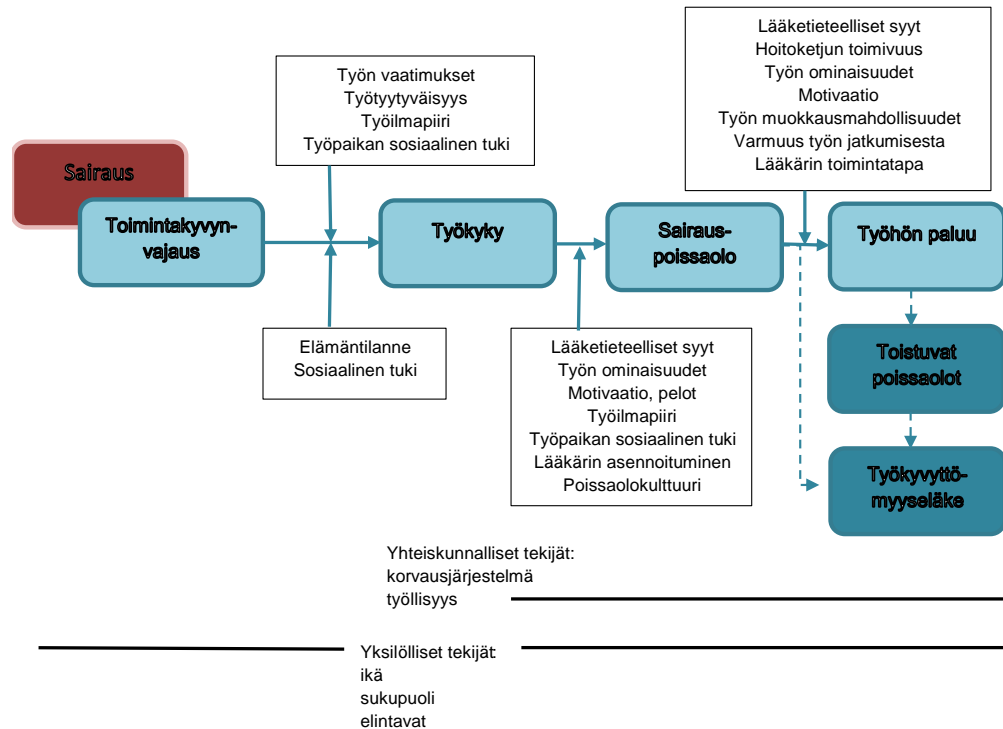 Lääketieteelliset syyt
Hoitoketjun toimivuus
Työn ominaisuudet
Motivaatio
Työn muokkausmahdollisuudet
Varmuus työn jatkumisesta
Lääkärin toimintatapa
Työn vaatimukset
Työtyytyväisyys
Työilmapiiri
Työpaikan sosiaalinen tuki
Sairaus
Toimintakyvyn-
vajaus
Työkyky
Sairaus-
poissaolo
Työhön paluu
Elämäntilanne
Sosiaalinen tuki
Lääketieteelliset syyt
Työn ominaisuudet
Motivaatio, pelot
Työilmapiiri
Työpaikan sosiaalinen tuki
Lääkärin asennoituminen
Poissaolokulttuuri
Toistuvat
poissaolot
Työkyvyttö-
myyseläke
Yhteiskunnalliset tekijät:
korvausjärjestelmä
työllisyys
Yksilölliset tekijät:
ikä
sukupuoli
elintavat